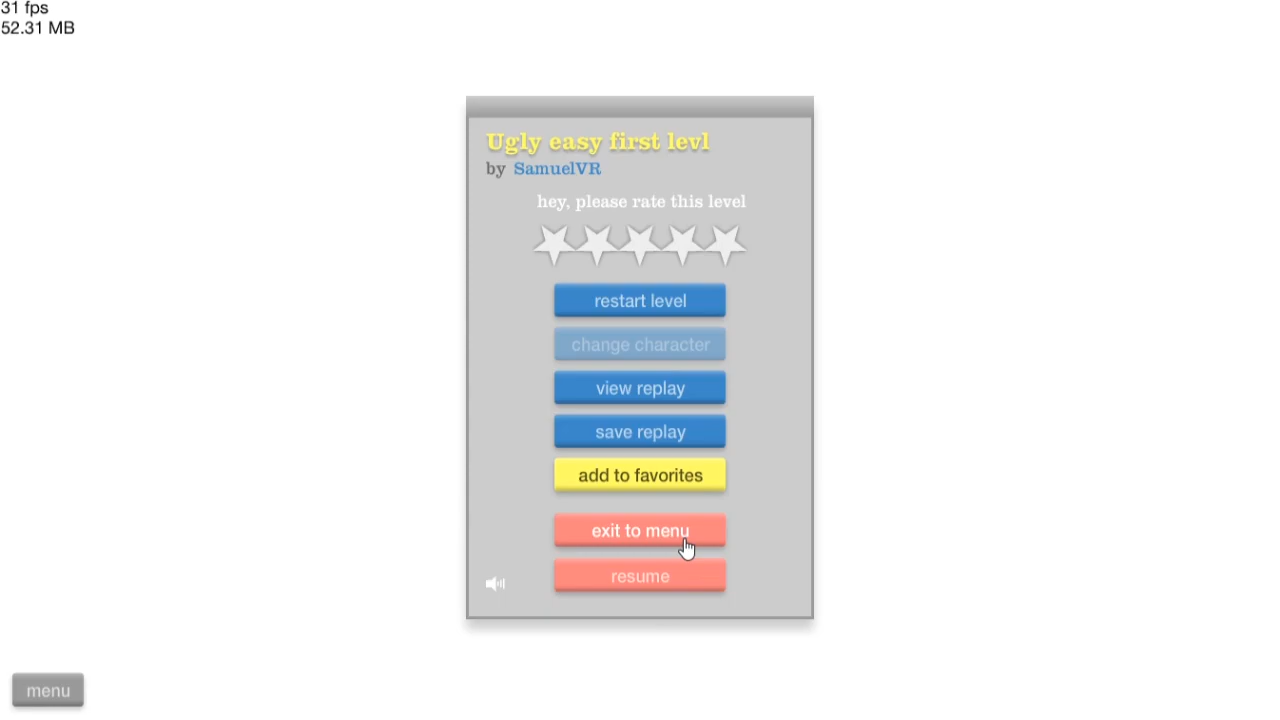 31 fps
52.31 MB
Ugly easy first levl
by SamuelVR
hey, please rate this level
restart level
change character
view replay
save replay
add to favorites
exit to menu
resume
menu